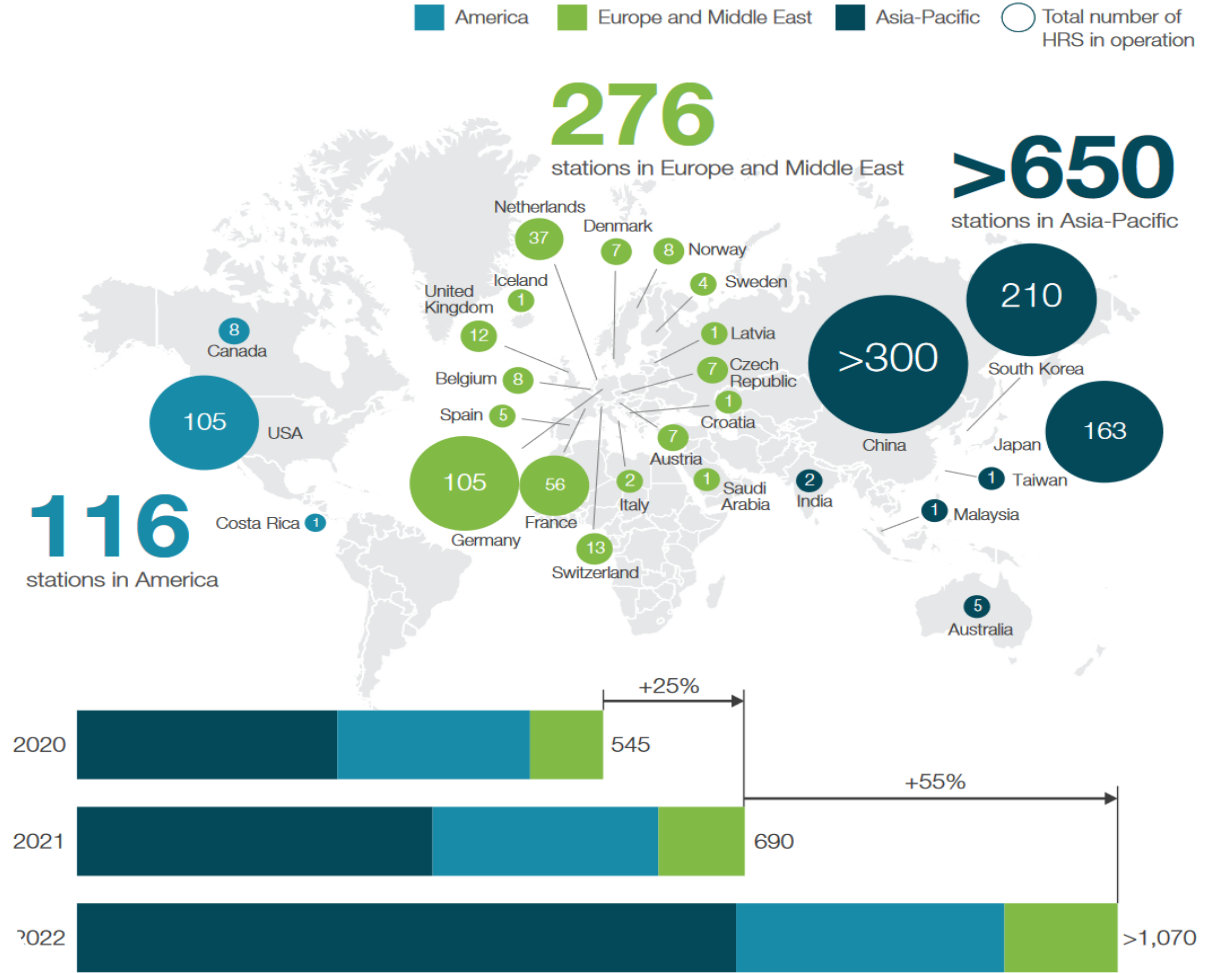 America
Europe and Middle East
Asia-Pacific
Total number of
HRS in operation
276
stations in Europe and Middle East
>650
stations in Asia-Pacific
Netherlands
37
Denmark
7
8
Norway
Iceland
1
4
Sweden
United
Kingdom
12
1
Latvia
8
Canada
Belgium
8
7
Czech
Republic
>300
China
210
South Korea
Spain
5
1
Croatia
105
USA
7
Austria
Japan
163
105
Germany
56
France
2
Italy
1
Saudi
Arabia
2
India
1
Taiwan
116
stations in America
Costa Rica
1
13
Switzerland
1
Malaysia
5
Australia
+25%
2020
545
+55%
2021
690
2022
>1,070